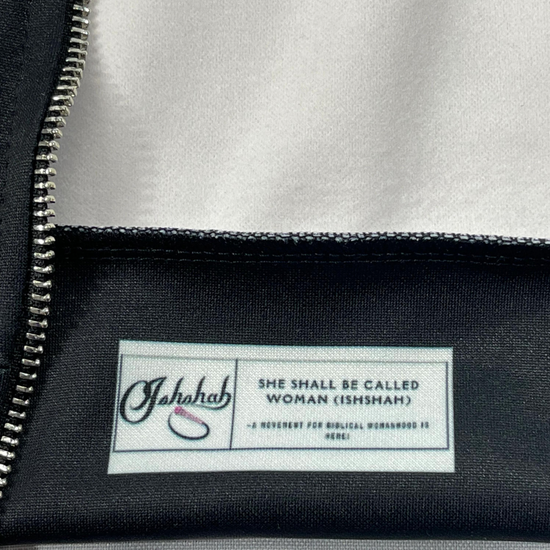 Ishshah
SHE SHALL BE CALLED
WOMAN (ISHSHAH)
-A MOVEMENT FOR BIBLICAL WOMANHOOD IS
HERE!